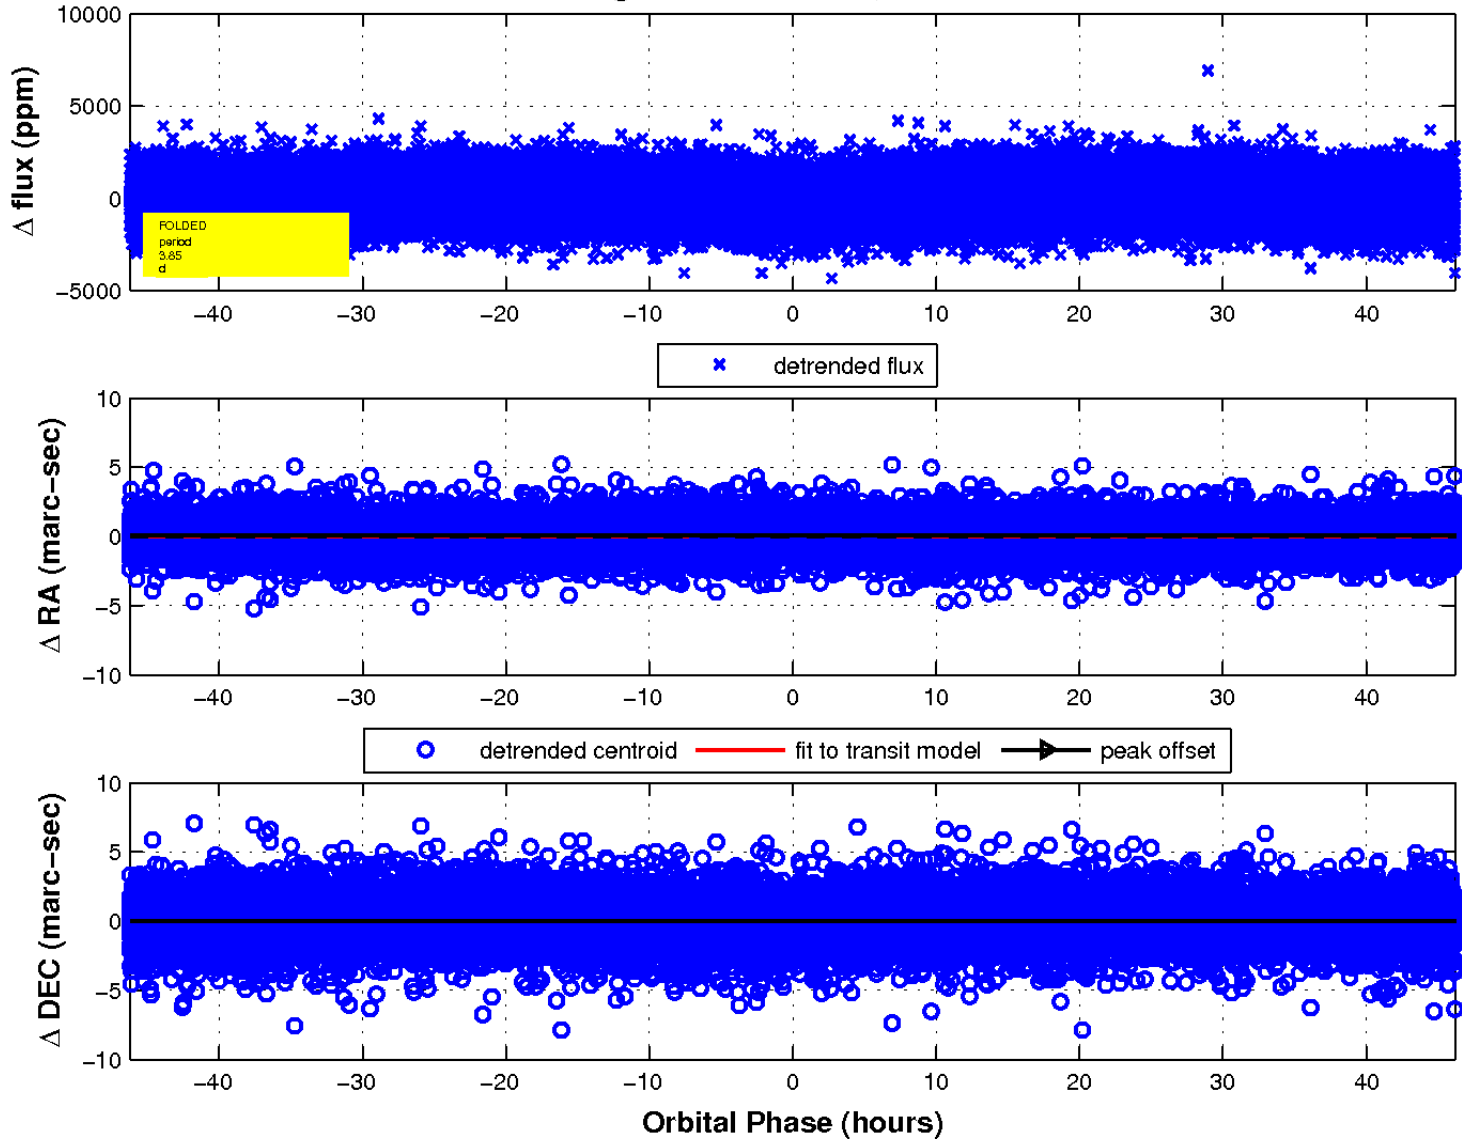 10000
5000
0
−5000
Δ flux (ppm)
FOLDED
period
3.85
d
−40 −30 −20 −10 0 10 20 30 40
detrended flux
10
5
0
−5
−10
Δ RA (marc−sec)
−40 −30 −20 −10 0 10 20 30 40
detrended centroid fit to transit model peak offset
10
5
0
−5
−10
Δ DEC (marc−sec)
−40 −30 −20 −10 0 10 20 30 40
Orbital Phase (hours)